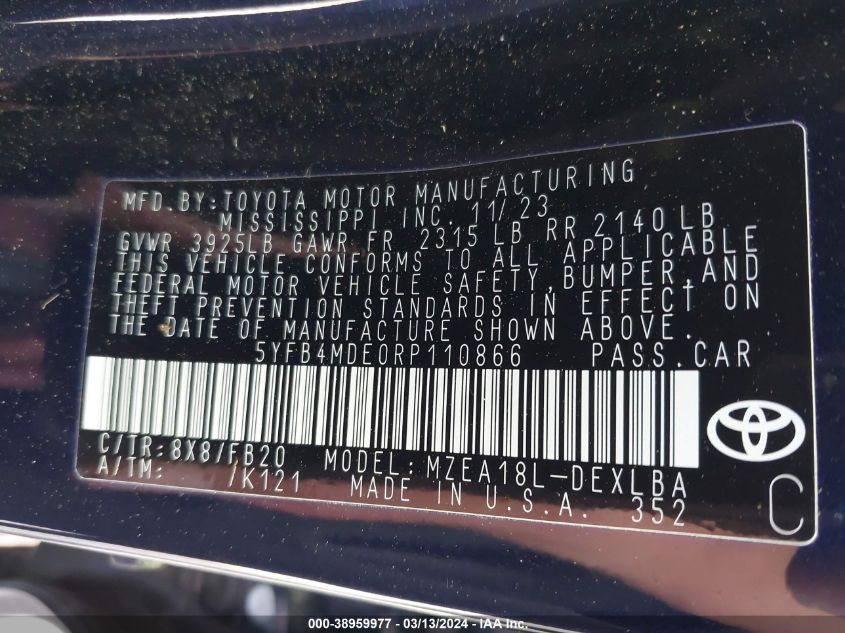 MFD. BY: TOYOTA MOTOR MANUFACTURING
MISSISSIPPI INC. 11/23
GVWR 3925LB GAWR FR 2315 LB RR 2140 LB
THIS VEHICLE CONFORMS TO ALL APPLICABLE
FEDERAL MOTOR VEHICLE SAFETY, BUMPER, AND
THEFT PREVENTION STANDARDS IN EFFECT ON
THE DATE OF MANUFACTURE SHOWN ABOVE.
5YFB4MDE0RP110866 PASS. CAR
C/TR: 8X8/FB20 MODEL: MZEA18L-DEXLBA
A/TM: /K121 MADE IN U.S.A. 352
C
000-38959977 - 03/13/2024 - IAA Inc.